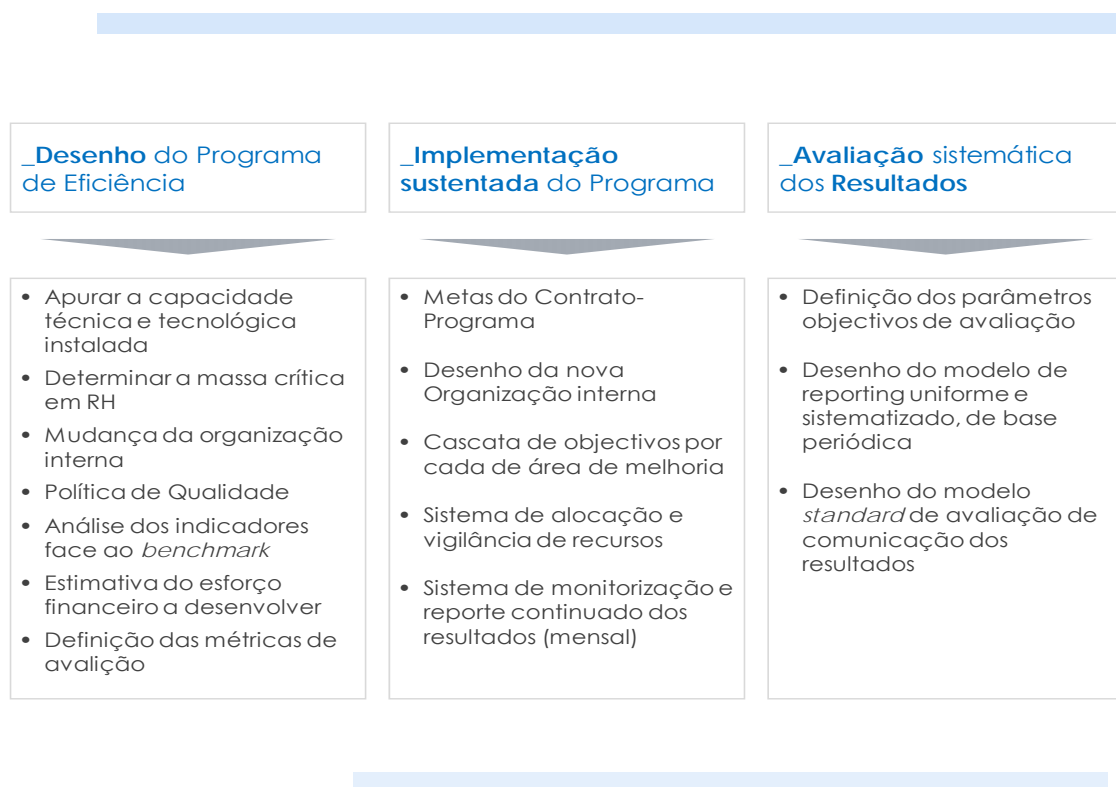 _Desenho do Programa
de Eficiência
• Apurar a capacidade
técnica e tecnológica
instalada
• Determinar a massa crítica
em RH
• Mudança da organização
interna
• Política de Qualidade
• Análise dos indicadores
face ao benchmark
• Estimativa do esforço
financeiro a desenvolver
• Definição das métricas de
avalição
_Implementação
sustentada do Programa
• Metas do Contrato-
Programa
• Desenho da nova
Organização interna
• Cascata de objectivos por
cada de área de melhoria
• Sistema de alocação e
vigilância de recursos
• Sistema de monitorização e
reporte continuado dos
resultados (mensal)
_Avaliação sistemática
dos Resultados
• Definição dos parâmetros
objectivos de avaliação
• Desenho do modelo de
reporting uniforme e
sistematizado, de base
periódica
• Desenho do modelo
standard de avaliação de
comunicação dos
resultados